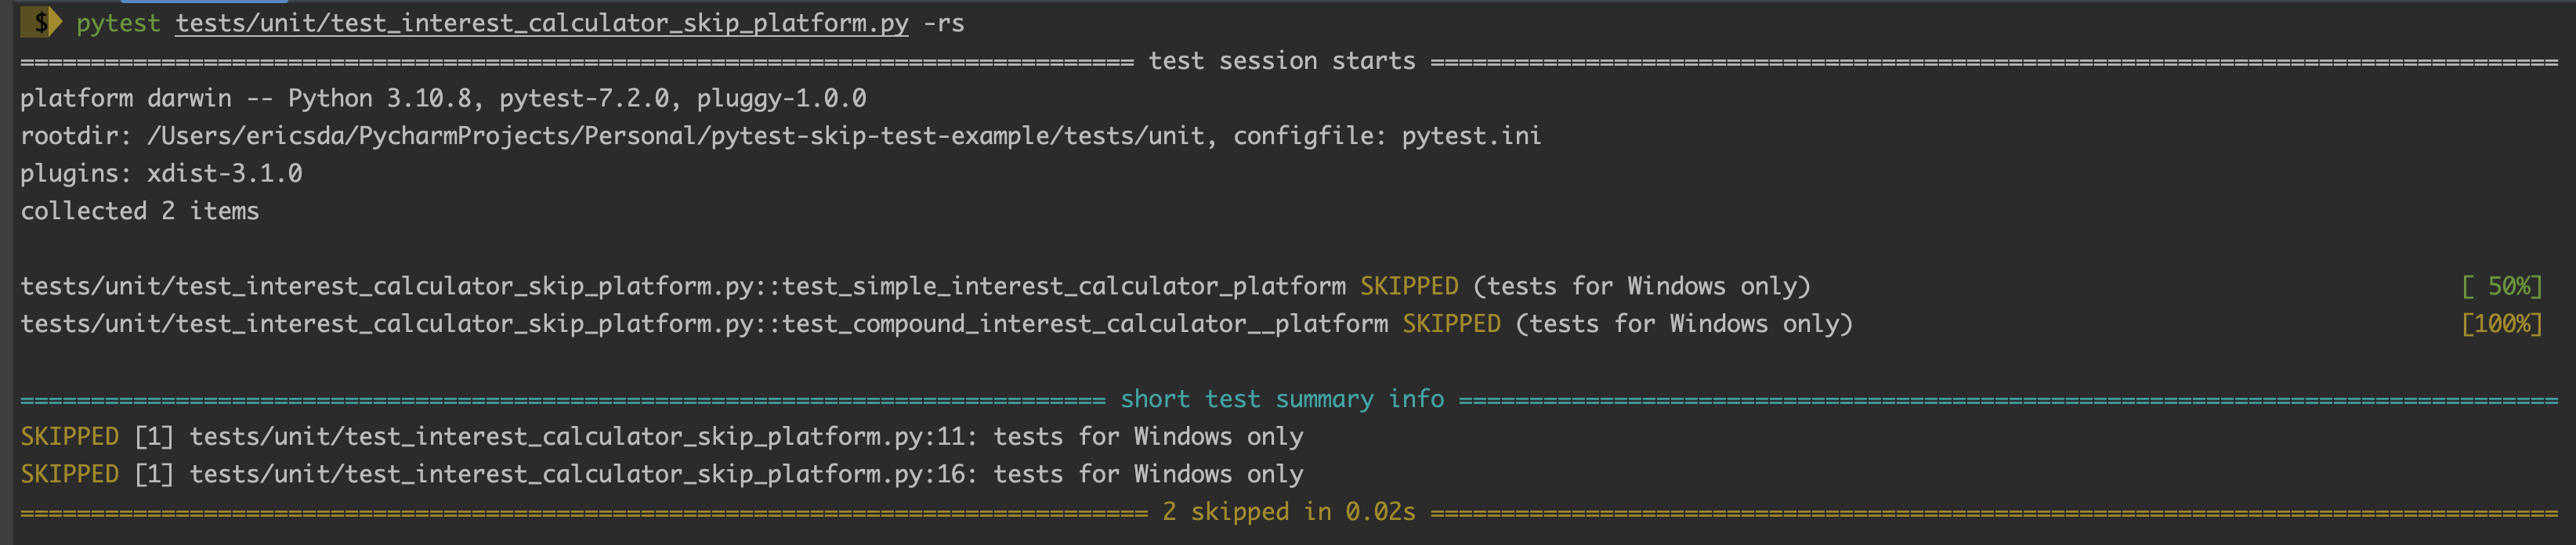 $ pytest tests/unit/test_interest_calculator_skip_platform.py -rs
=============================================================================== test session starts ================================================================================
platform darwin -- Python 3.10.8, pytest-7.2.0, pluggy-1.0.0
rootdir: /Users/ericsda/PycharmProjects/Personal/pytest-skip-test-example/tests/unit, configfile: pytest.ini
plugins: xdist-3.1.0
collected 2 items
tests/unit/test_interest_calculator_skip_platform.py::test_simple_interest_calculator_platform SKIPPED (tests for Windows only) [ 50%]
tests/unit/test_interest_calculator_skip_platform.py::test_compound_interest_calculator__platform SKIPPED (tests for Windows only) [100%]
============================================================================= short test summary info ==============================================================================
SKIPPED [1] tests/unit/test_interest_calculator_skip_platform.py:11: tests for Windows only
SKIPPED [1] tests/unit/test_interest_calculator_skip_platform.py:16: tests for Windows only
================================================================================ 2 skipped in 0.02s ================================================================================